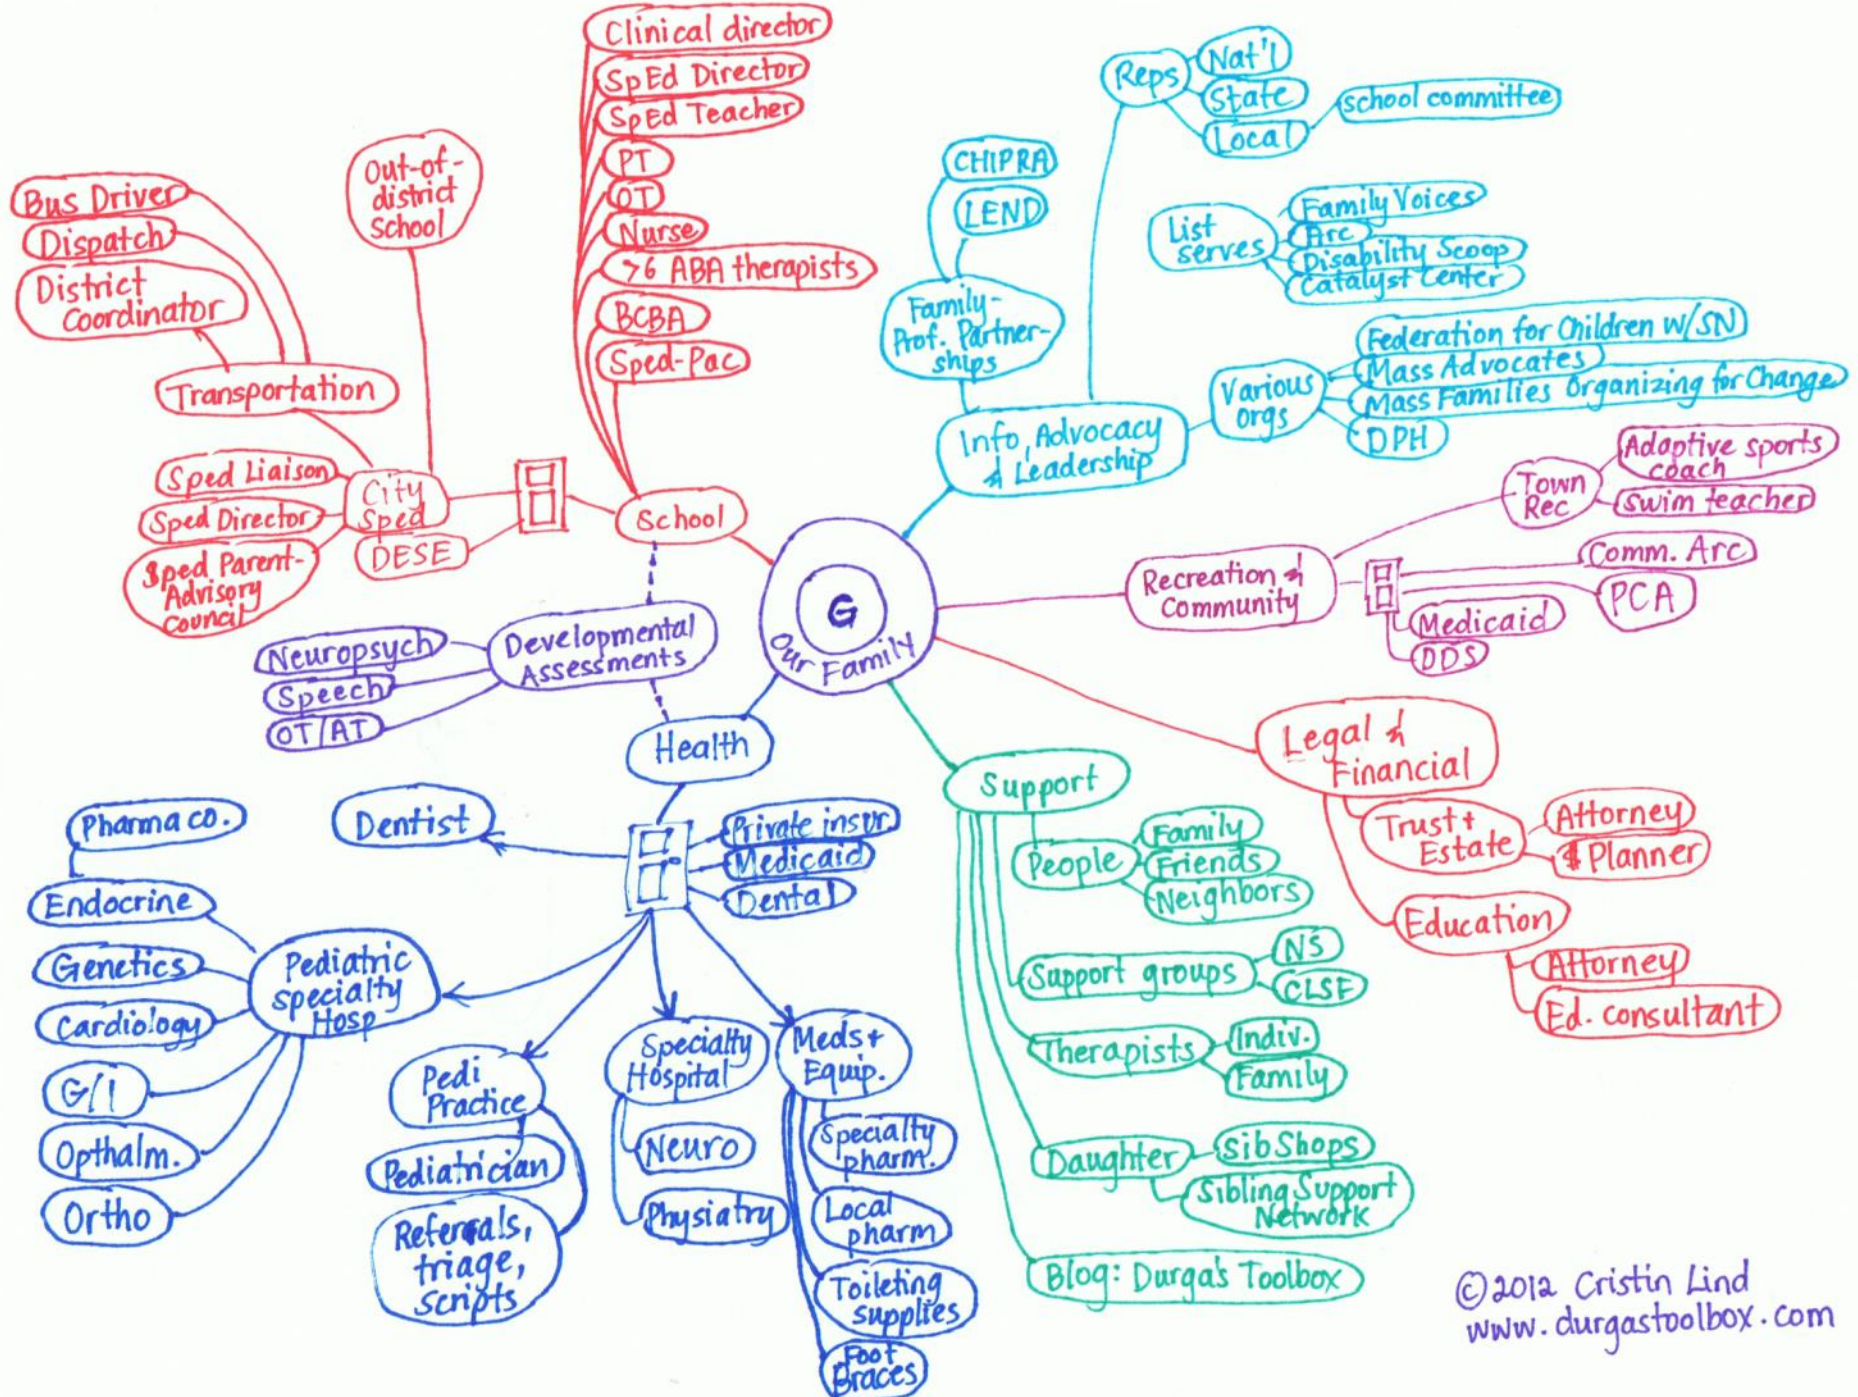 Clinical director
SpEd Director
SpEd Teacher
PT
OT
Nurse
>6 ABA therapists
BCBA
Sped-Pac
Out-of-
district
School
Bus Driver
Dispatch
District
Coordinator
Transportation
Sped Liaison
Sped Director
Sped Parent-
Advisory
Council
City
Sped
DESE
School
Reps
Nat'l
State
Local
school committee
CHIPRA
LEND
List
serves
Family Voices
Arc
Disability Scoop
Catalyst Center
Family-
Prof. Partner-
ships
Various
orgs
Federation for Children w/SN
Mass Advocates
Mass Families Organizing for Change
DPH
Info, Advocacy
& Leadership
Town
Rec
Adaptive sports
coach
swim teacher
Recreation &
Community
Comm. Arc
PCA
Medicaid
DDS
G
Our Family
Developmental
Assessments
Neuropsych
Speech
OT/AT
Health
Dentist
Private insur.
Medicaid
Dental
Pharma co.
Endocrine
Genetics
Cardiology
G/I
Opthalm.
Ortho
Pediatric
specialty
Hosp
Pedi
Practice
Pediatrician
Referrals,
triage,
scripts
Specialty
Hospital
Neuro
Physiatry
Meds +
Equip.
Specialty
pharm.
Local
pharm
Toileting
supplies
Foot
Braces
Support
People
Family
Friends
Neighbors
Support groups
NS
CLSF
Therapists
Indiv.
Family
Daughter
SibShops
Sibling Support
Network
Blog: Durga's Toolbox
Legal &
Financial
Trust +
Estate
Attorney
$ Planner
Education
Attorney
Ed. consultant
©2012 Cristin Lind
www.durgastoolbox.com